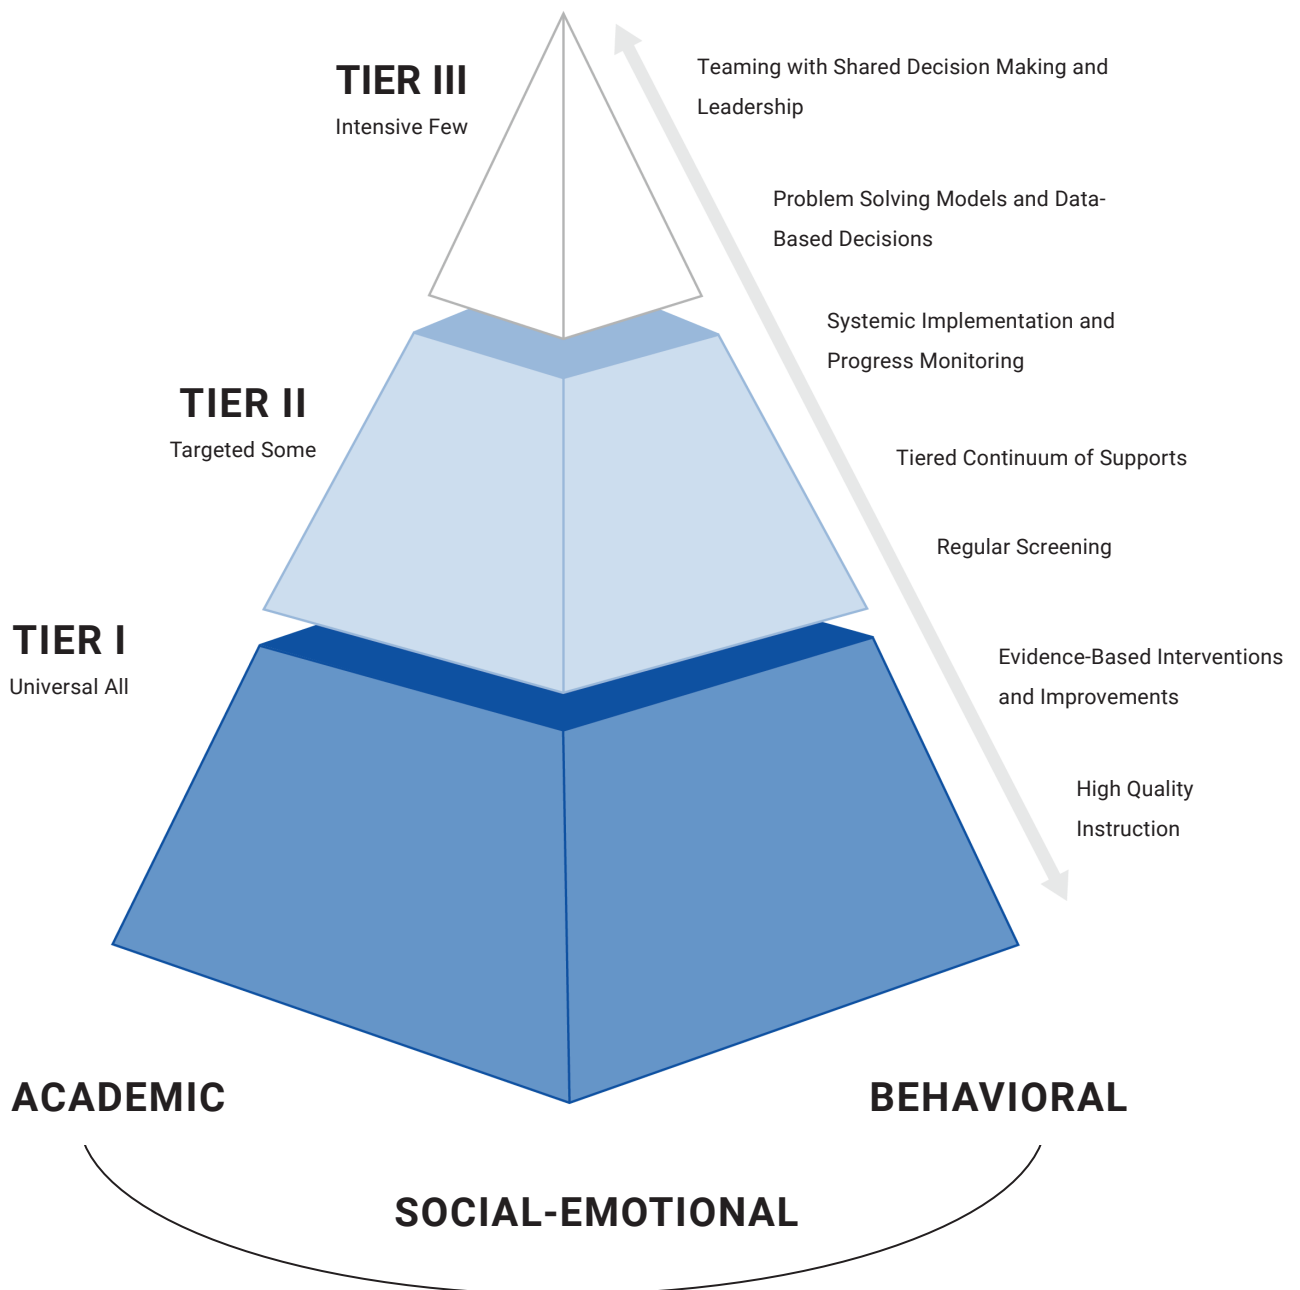 TIER III
Intensive Few
Teaming with Shared Decision Making and
Leadership
Problem Solving Models and Data-
Based Decisions
Systemic Implementation and
Progress Monitoring
TIER II
Targeted Some
Tiered Continuum of Supports
Regular Screening
TIER I
Universal All
Evidence-Based Interventions
and Improvements
High Quality
Instruction
ACADEMIC
BEHAVIORAL
SOCIAL-EMOTIONAL